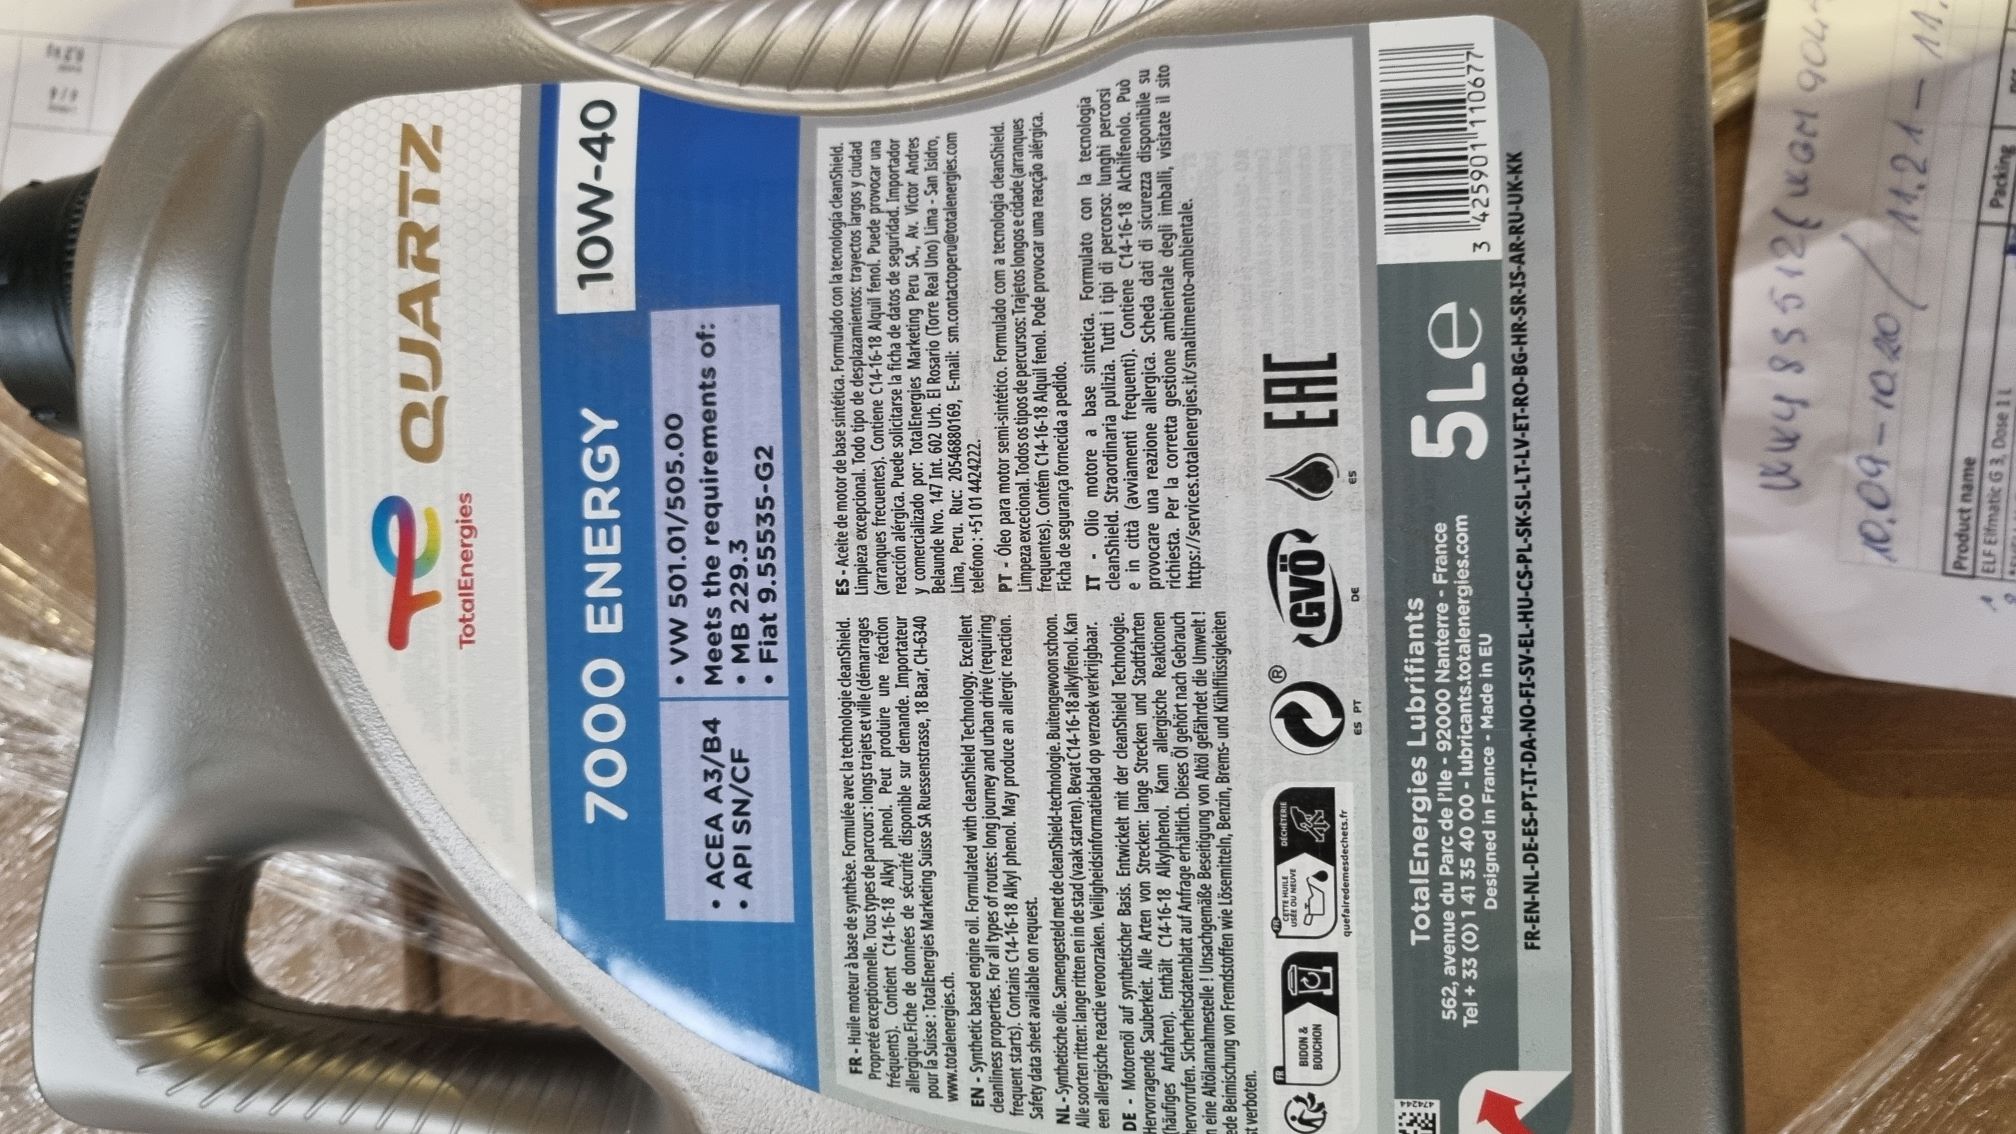 TotalEnergies
QUARTZ
7000 ENERGY
10W-40
• ACEA A3/B4
• API SN/CF
• VW 501.01/505.00
Meets the requirements of:
• MB 229.3
• Fiat 9.55535-G2
FR - Huile moteur à base de synthèse. Formulée avec la technologie cleanShield.
Propreté exceptionnelle. Tous types de parcours : longs trajets et ville (démarrages
fréquents). Contient C14-16-18 Alkyl phenol. Peut produire une réaction
allergique.Fiche de données de sécurité disponible sur demande. Importateur
pour la Suisse : TotalEnergies Marketing Suisse SA Ruessenstrasse, 18 Baar, CH-6340
www.totalenergies.ch.
EN - Synthetic based engine oil. Formulated with cleanShield Technology. Excellent
cleanliness properties. For all types of routes: long journey and urban drive (requiring
frequent starts). Contains C14-16-18 Alkyl phenol. May produce an allergic reaction.
Safety data sheet available on request.
NL - Synthetische olie. Samengesteld met de cleanShield-technologie. Buitengewoon schoon.
Alle soorten ritten: lange ritten en in de stad (vaak starten). Bevat C14-16-18 alkylfenol. Kan
een allergische reactie veroorzaken. Veiligheidsinformatieblad op verzoek verkrijgbaar.
DE - Motorenöl auf synthetischer Basis. Entwickelt mit der cleanShield Technologie.
Hervorragende Sauberkeit. Alle Arten von Strecken: lange Strecken und Stadtfahrten
(häufiges Anfahren). Enthält C14-16-18 Alkylphenol. Kann allergische Reaktionen
hervorrufen. Sicherheitsdatenblatt auf Anfrage erhältlich. Dieses Öl gehört nach Gebrauch
n eine Altölannahmestelle ! Unsachgemäße Beseitigung von Altöl gefährdet die Umwelt !
ede Beimischung von Fremdstoffen wie Lösemitteln, Benzin, Brems- und Kühlflüssigkeiten
st verboten.
ES - Aceite de motor de base sintética. Formulado con la tecnología cleanShield.
Limpieza excepcional. Todo tipo de desplazamientos: trayectos largos y ciudad
(arranques frecuentes). Contiene C14-16-18 Alquil fenol. Puede provocar una
reacción alérgica. Puede solicitarse la ficha de datos de seguridad. Importador
y comercializado por: TotalEnergies Marketing Peru SA., Av. Victor Andres
Belaunde Nro. 147 Int. 602 Urb. El Rosario (Torre Real Uno) Lima - San Isidro,
Lima, Peru. Ruc: 20546880169, E-mail: sm.contactoperu@totalenergies.com
telefono : +51 01 4424222.
PT - Óleo para motor semi-sintético. Formulado com a tecnologia cleanShield.
Limpeza excecional. Todos os tipos de percursos: Trajetos longos e cidade (arranques
frequentes). Contém C14-16-18 Alquil fenol. Pode provocar uma reacção alérgica.
Ficha de segurança fornecida a pedido.
IT - Olio motore a base sintetica. Formulato con la tecnologia
cleanShield. Straordinaria pulizia. Tutti i tipi di percorso: lunghi percorsi
e in città (avviamenti frequenti). Contiene C14-16-18 Alchilfenolo. Può
provocare una reazione allergica. Scheda dati di sicurezza disponibile su
richiesta. Per la corretta gestione ambientale degli imballi, visitate il sito
https://services.totalenergies.it/smaltimento-ambientale.
FR
BIDON &
BOUCHON
FR
CETTE HUILE
USÉE OU NEUVE
DÉCHÈTERIE
quefairedemesdechets.fr
®
ES PT
GVÖ
DE
ES
EAC
474244
TotalEnergies Lubrifiants
562, avenue du Parc de l'Ile - 92000 Nanterre - France
Tel + 33 (0) 1 41 35 40 00 - lubricants.totalenergies.com
Designed in France - Made in EU
5Le
3 425901 110677
FR-EN-NL-DE-ES-PT-IT-DA-NO-FI-SV-EL-HU-CS-PL-SK-SL-LT-LV-ET-RO-BG-HR-SR-IS-AR-RU-UK-KK
10.09 - 10.20 / 11.21 - 11.
Product name
Packing
1 ELF Elfmatic G 3, Dose 1 L